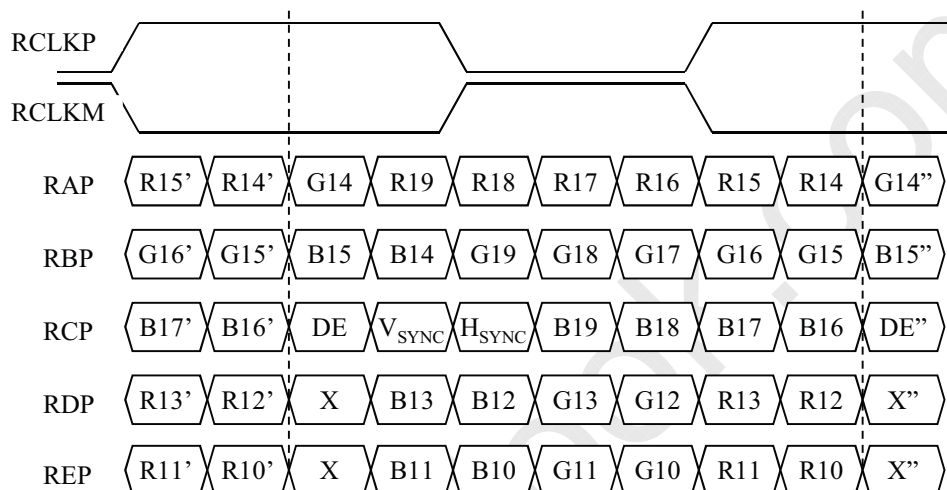 RCLKP
RCLKM
RAP R15’ R14’ G14 R19 R18 R17 R16 R15 R14 G14”
RBP G16’ G15’ B15 B14 G19 G18 G17 G16 G15 B15”
RCP B17’ B16’ DE VSYNC HSYNC B19 B18 B17 B16 DE”
RDP R13’ R12’ X B13 B12 G13 G12 R13 R12 X”
REP R11’ R10’ X B11 B10 G11 G10 R11 R10 X”